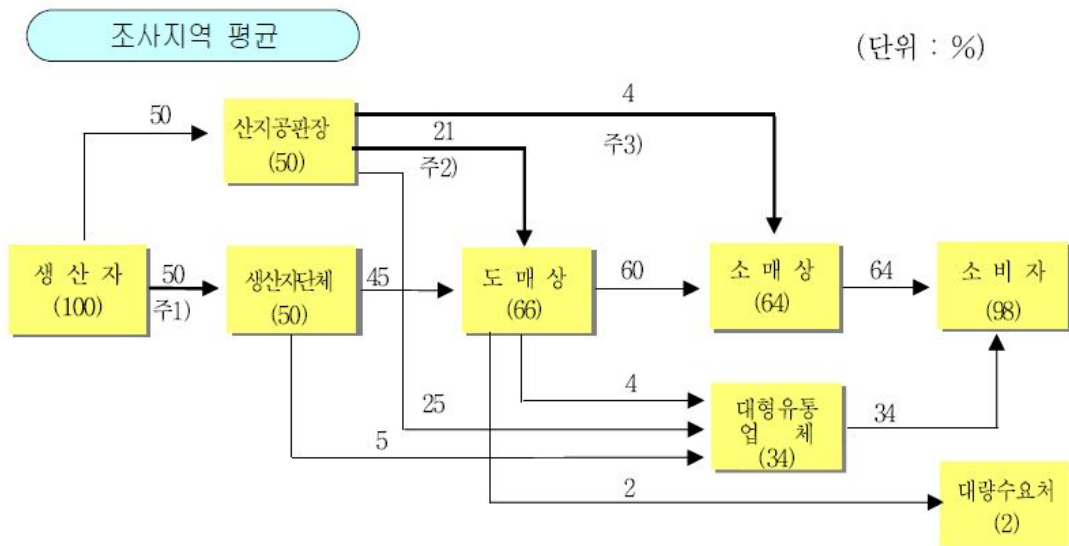 조사지역 평균
(단위 : %)
50
산지공판장
(50)
4
주3)
21
주2)
생 산 자
(100)
50
주1)
생산자단체
(50)
45
도 매 상
(66)
60
소 매 상
(64)
64
소 비 자
(98)
4
25
5
대형유통
업 체
(34)
34
2
대량수요처
(2)